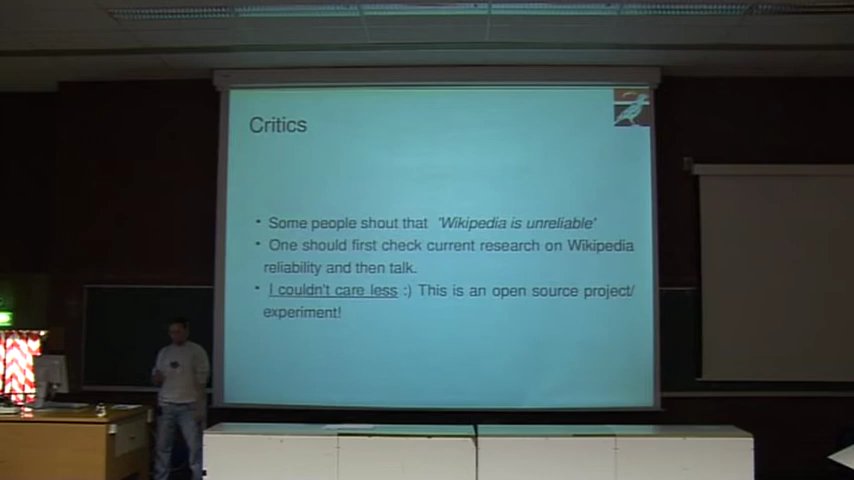 Critics
• Some people shout that 'Wikipedia is unreliable'
• One should first check current research on Wikipedia
reliability and then talk.
• I couldn't care less :) This is an open source project/
experiment!